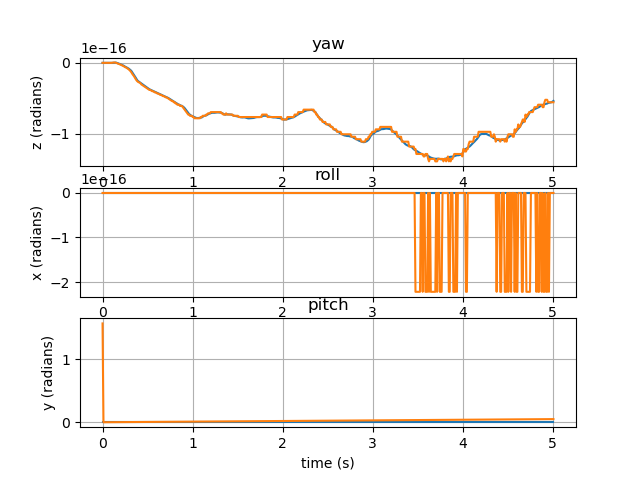 yaw
1e−16
0
−1
z (radians)
0 1 2 3 4 5
roll
1e−16
0
−1
−2
x (radians)
0 1 2 3 4 5
pitch
1
0
y (radians)
0 1 2 3 4 5
time (s)